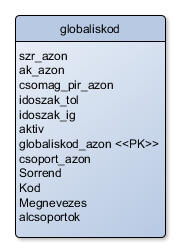 globaliskod
szr_azon
ak_azon
csomag_pir_azon
idoszak_tol
idoszak_ig
aktiv
globaliskod_azon <<PK>>
csoport_azon
Sorrend
Kod
Megnevezes
alcsoportok